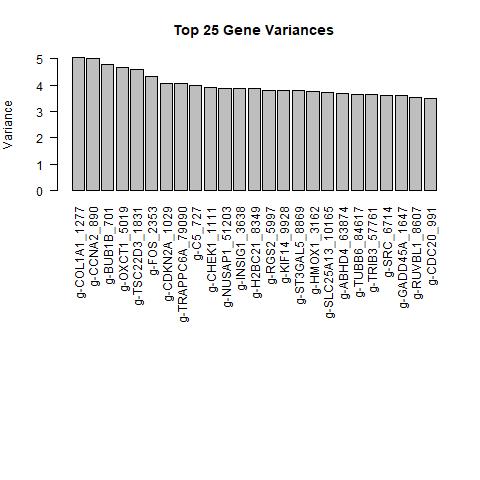 Top 25 Gene Variances
Variance
5
4
3
2
1
0
g-COL1A1_1277
g-CCNA2_890
g-BUB1B_701
g-OXCT1_5019
g-TSC22D3_1831
g-FOS_2353
g-CDKN2A_1029
g-TRAPPC6A_79090
g-C5_727
g-CHEK1_1111
g-NUSAP1_51203
g-INSIG1_3638
g-H2BC21_8349
g-RGS2_5997
g-KIF14_9928
g-ST3GAL5_8869
g-HMOX1_3162
g-SLC25A13_10165
g-ABHD4_63874
g-TUBB6_84617
g-TRIB3_57761
g-SRC_6714
g-GADD45A_1647
g-RUVBL1_8607
g-CDC20_991